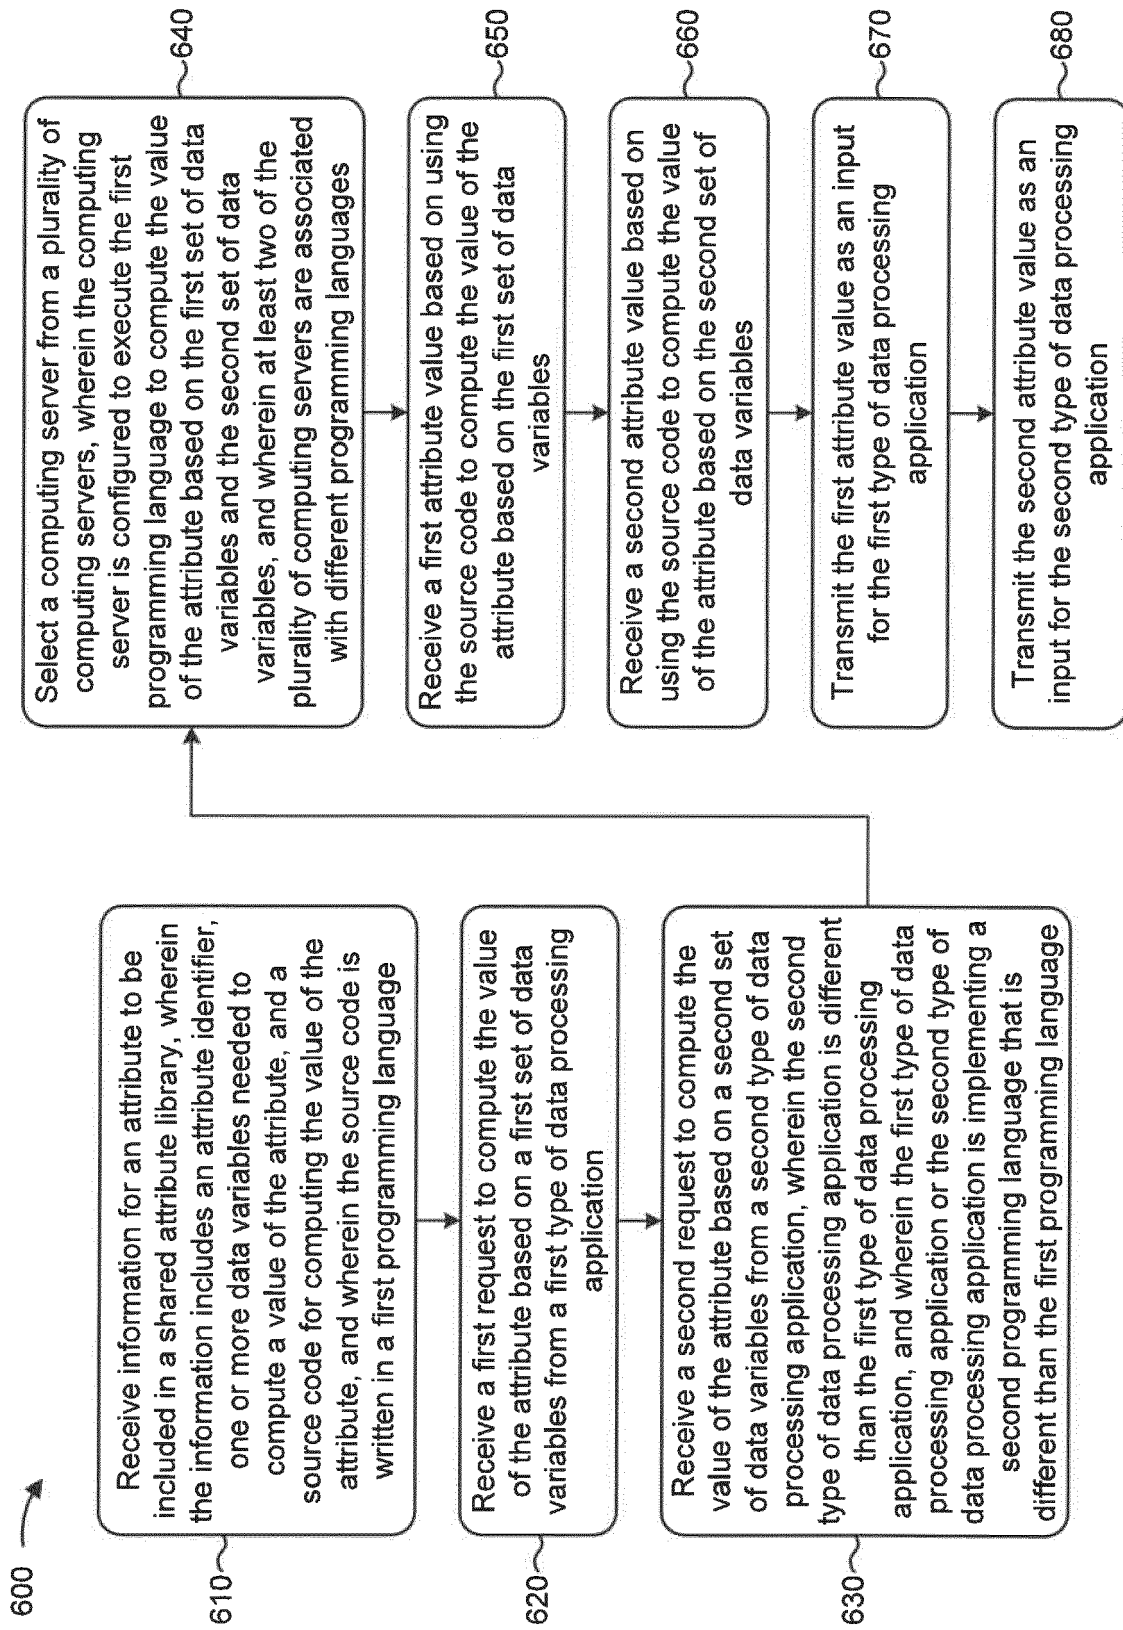 600
610
Receive information for an attribute to be
included in a shared attribute library, wherein
the information includes an attribute identifier,
one or more data variables needed to
compute a value of the attribute, and a
source code for computing the value of the
attribute, and wherein the source code is
written in a first programming language
620
Receive a first request to compute the value
of the attribute based on a first set of data
variables from a first type of data processing
application
630
Receive a second request to compute the
value of the attribute based on a second set
of data variables from a second type of data
processing application, wherein the second
type of data processing application is different
than the first type of data processing
application, and wherein the first type of data
processing application or the second type of
data processing application is implementing a
second programming language that is
different than the first programming language
Select a computing server from a plurality of
computing servers, wherein the computing
server is configured to execute the first
programming language to compute the value
of the attribute based on the first set of data
variables and the second set of data
variables, and wherein at least two of the
plurality of computing servers are associated
with different programming languages
640
Receive a first attribute value based on using
the source code to compute the value of the
attribute based on the first set of data
variables
650
Receive a second attribute value based on
using the source code to compute the value
of the attribute based on the second set of
data variables
660
Transmit the first attribute value as an input
for the first type of data processing
application
670
Transmit the second attribute value as an
input for the second type of data processing
application
680